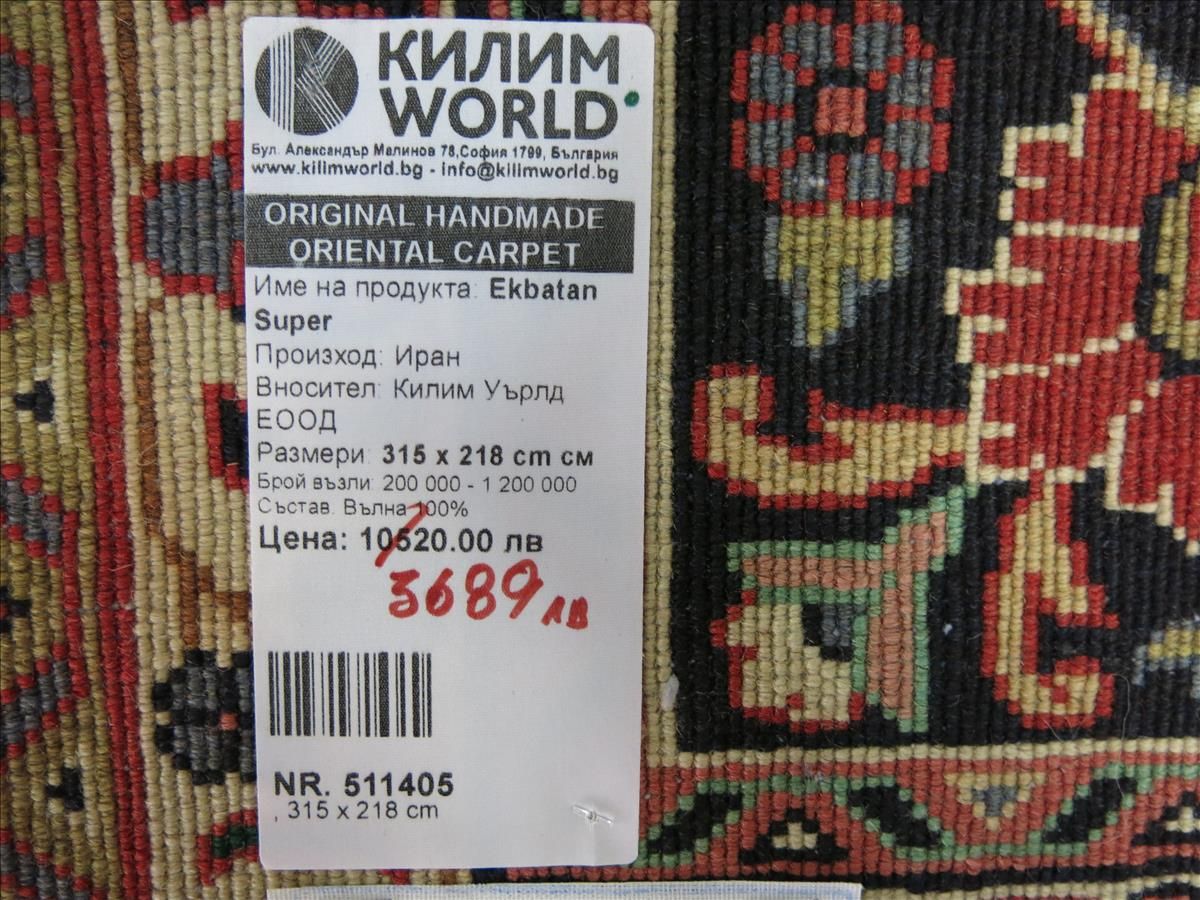 КИЛИМ
WORLD
Бул. Александър Малинов 78,София 1799, България
www.kilimworld.bg - info@kilimworld.bg
ORIGINAL HANDMADE
ORIENTAL CARPET
Име на продукта: Ekbatan
Super
Произход: Иран
Вносител: Килим Уърлд
ЕООД
Размери: 315 x 218 cm см
Брой възли: 200 000 - 1 200 000
Състав: Вълна 100%
Цена: 10520.00 лв
3689 лв
NR. 511405
, 315 x 218 cm